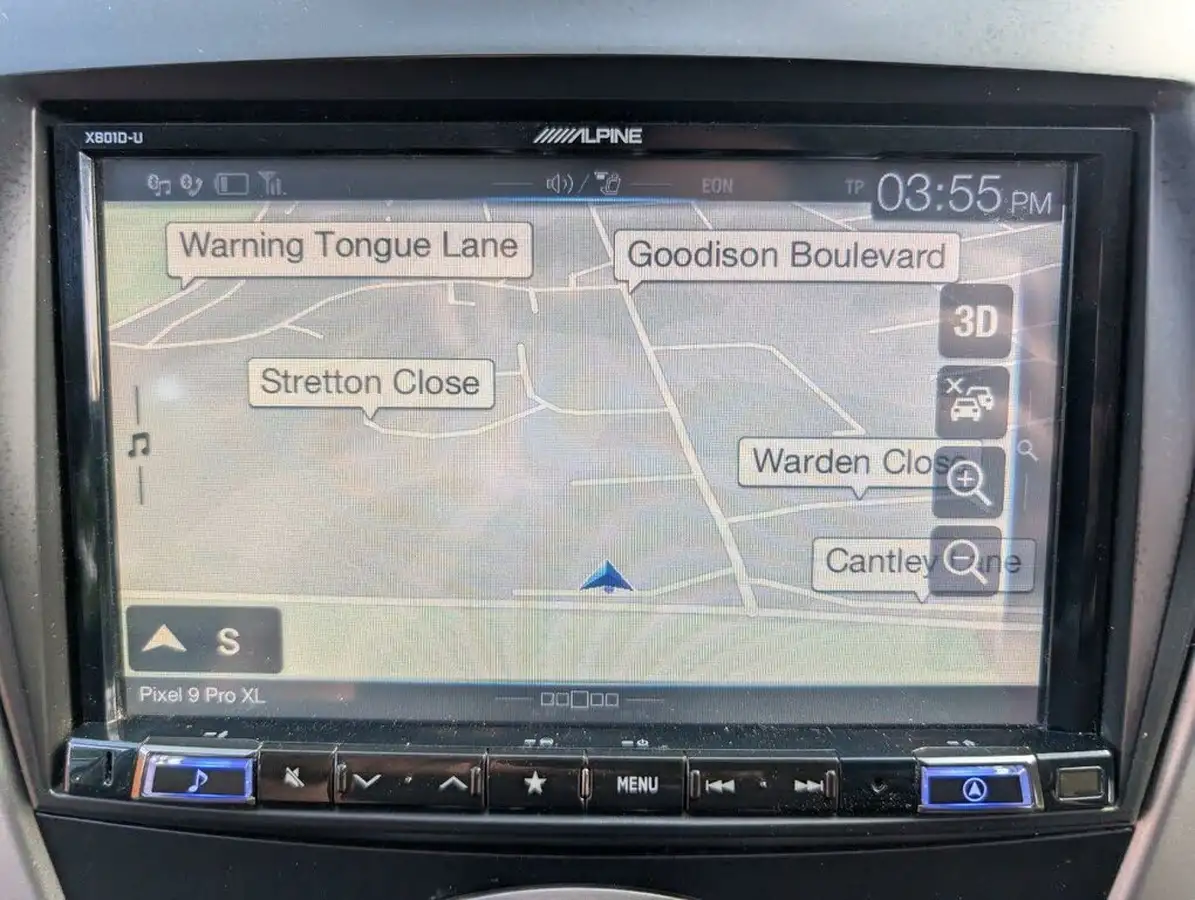 X801D-U
ALPINE
EON
TP
03:55 PM
Warning Tongue Lane
Goodison Boulevard
3D
Stretton Close
Warden Close
Cantley Lane
S
Pixel 9 Pro XL
MENU